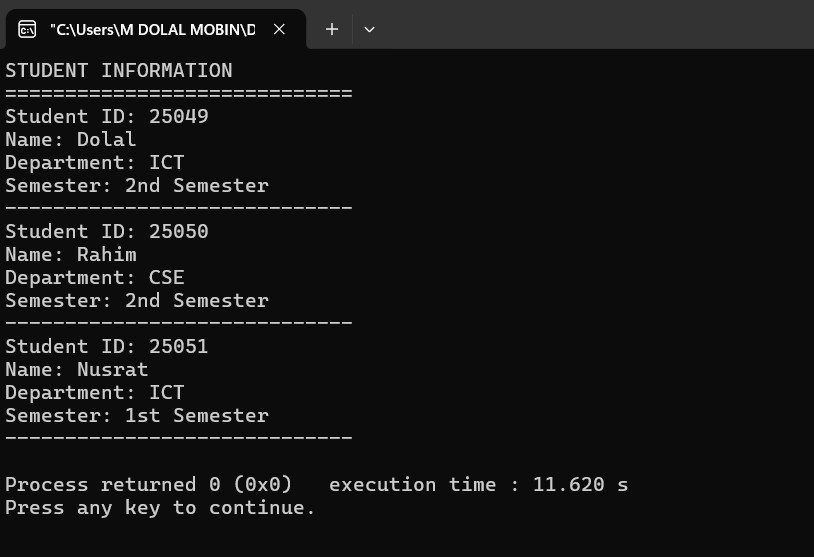 "C:\Users\M DOLAL MOBIN\D
STUDENT INFORMATION
=============================
Student ID: 25049
Name: Dolal
Department: ICT
Semester: 2nd Semester
-----------------------------
Student ID: 25050
Name: Rahim
Department: CSE
Semester: 2nd Semester
-----------------------------
Student ID: 25051
Name: Nusrat
Department: ICT
Semester: 1st Semester
-----------------------------
Process returned 0 (0x0)   execution time : 11.620 s
Press any key to continue.